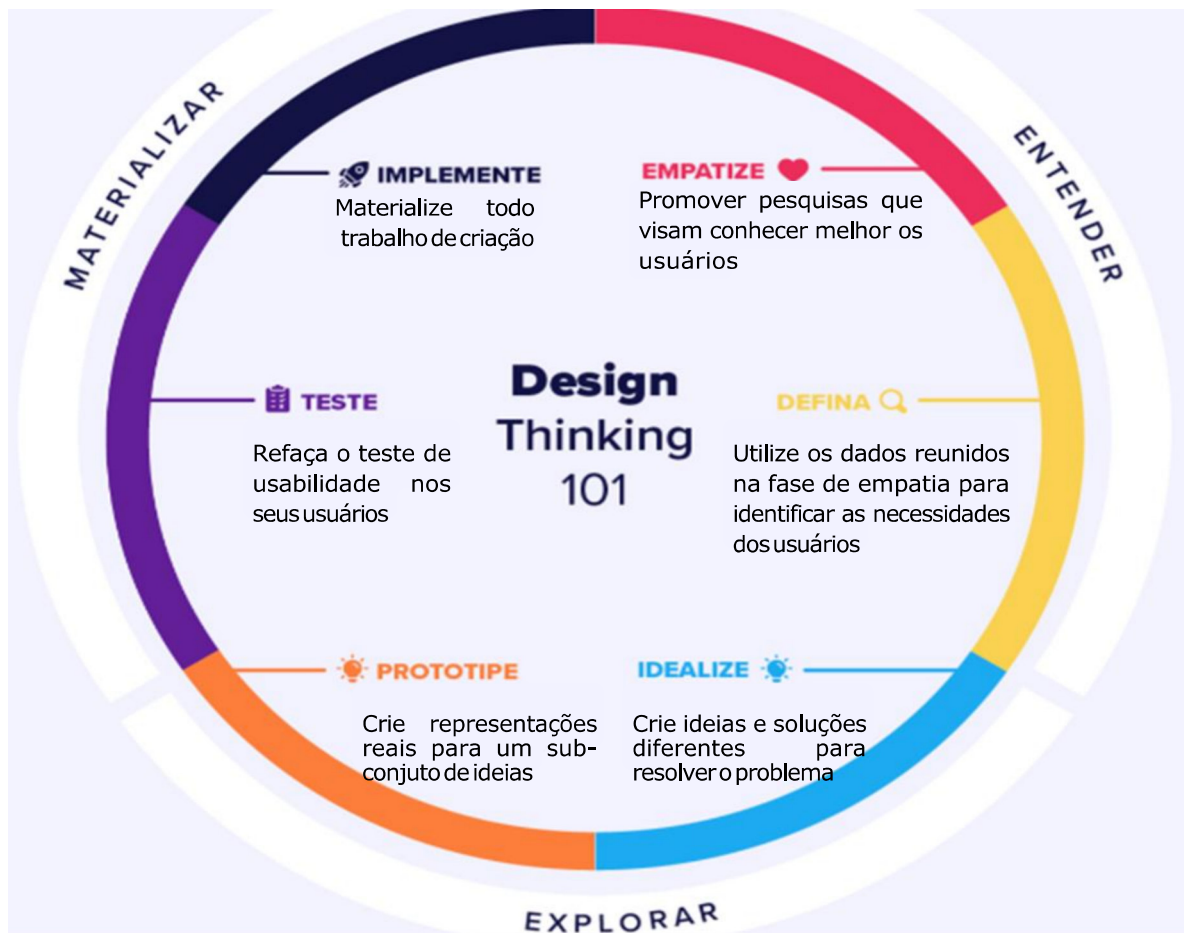 MATERIALIZAR
ENTENDER
IMPLEMENTE
Materialize todo
trabalho de criação
EMPATIZE
Promover pesquisas que
visam conhecer melhor os
usuários
TESTE
Refaça o teste de
usabilidade nos
seus usuários
Design
Thinking
101
DEFINA
Utilize os dados reunidos
na fase de empatia para
identificar as necessidades
dos usuários
PROTOTIPE
Crie representações
reais para um sub-
conjuto de ideias
IDEALIZE
Crie ideias e soluções
diferentes para
resolver o problema
EXPLORAR